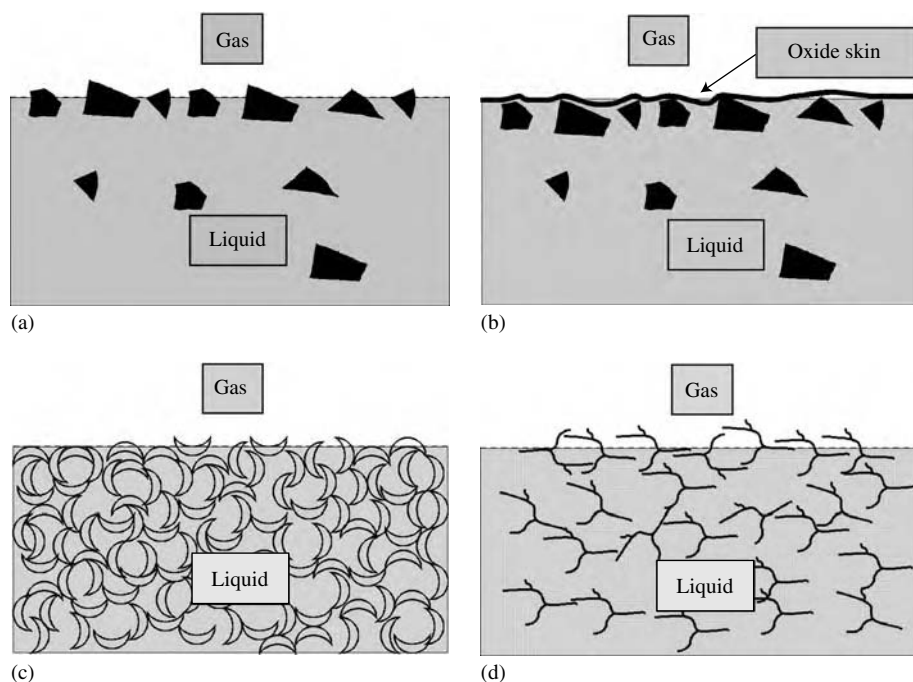 Gas
Gas
Oxide skin
Liquid
Liquid
(a)
(b)
Gas
Gas
Liquid
Liquid
(c)
(d)